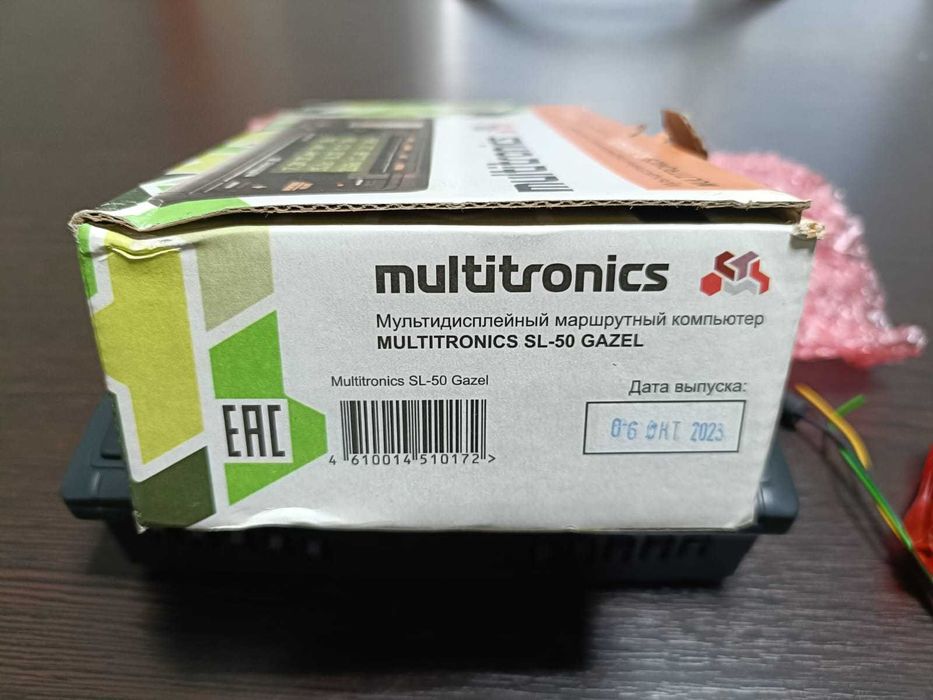 multitronics
multitronics
Мультидисплейный маршрутный компьютер
MULTITRONICS SL-50 GAZEL
Multitronics SL-50 Gazel
Дата выпуска:
06 ОКТ 2023
EAC
4 610014 510172 >